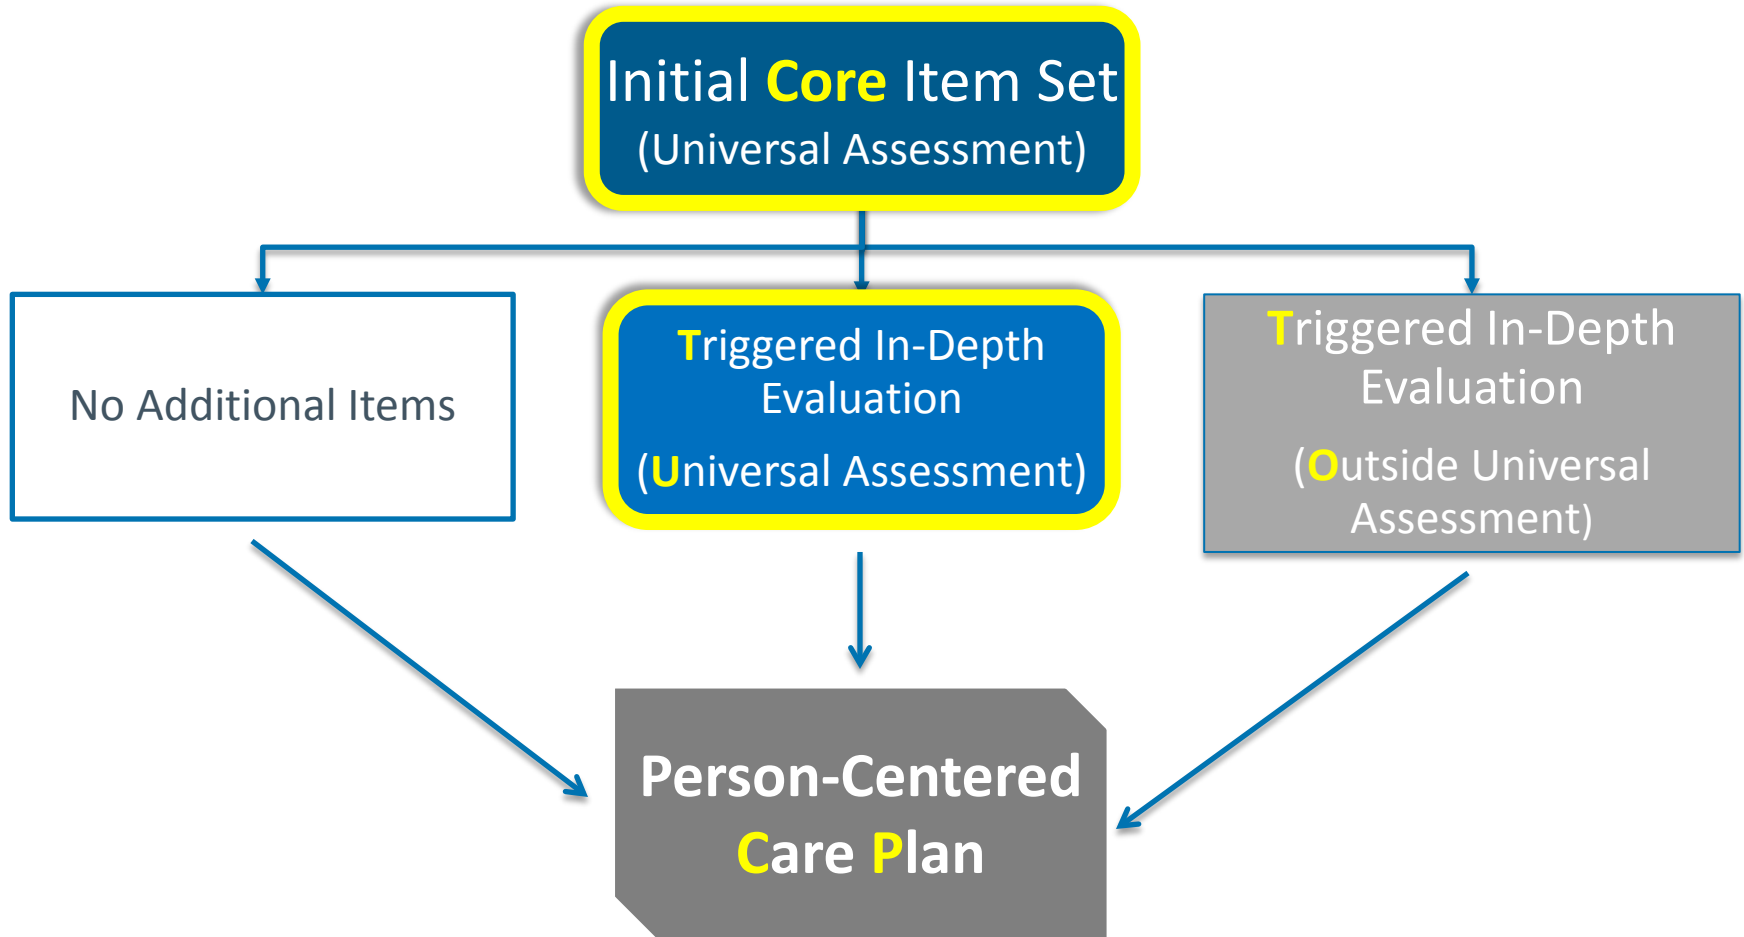 Initial Core Item Set
(Universal Assessment)
No Additional Items
Triggered In-Depth
Evaluation
(Universal Assessment)
Triggered In-Depth
Evaluation
(Outside Universal
Assessment)
Person-Centered
Care Plan